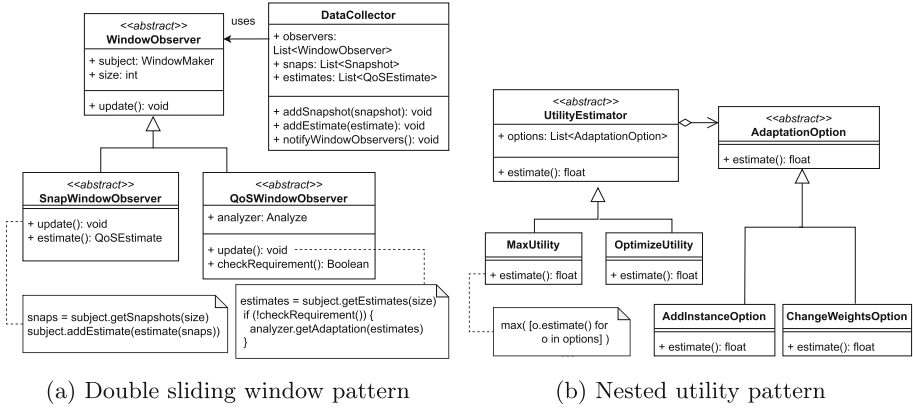 <<abstract>>
WindowObserver
+ subject: WindowMaker
+ size: int
+ update(): void
uses
DataCollector
+ observers:
List<WindowObserver>
+ snaps: List<Snapshot>
+ estimates: List<QoSEstimate>
+ addSnapshot(snapshot): void
+ addEstimate(estimate): void
+ notifyWindowObservers(): void
<<abstract>>
SnapWindowObserver
+ update(): void
+ estimate(): QoSEstimate
<<abstract>>
QoSWindowObserver
+ analyzer: Analyze
+ update(): void
+ checkRequirement(): Boolean
snaps = subject.getSnapshots(size)
subject.addEstimate(estimate(snaps))
estimates = subject.getEstimates(size)
if (!checkRequirement()) {
analyzer.getAdaptation(estimates)
}
(a) Double sliding window pattern
<<abstract>>
UtilityEstimator
+ options: List<AdaptationOption>
+ estimate(): float
<<abstract>>
AdaptationOption
+ estimate(): float
MaxUtility
+ estimate(): float
OptimizeUtility
+ estimate(): float
max( [o.estimate() for
o in options] )
AddInstanceOption
+ estimate(): float
ChangeWeightsOption
+ estimate(): float
(b) Nested utility pattern